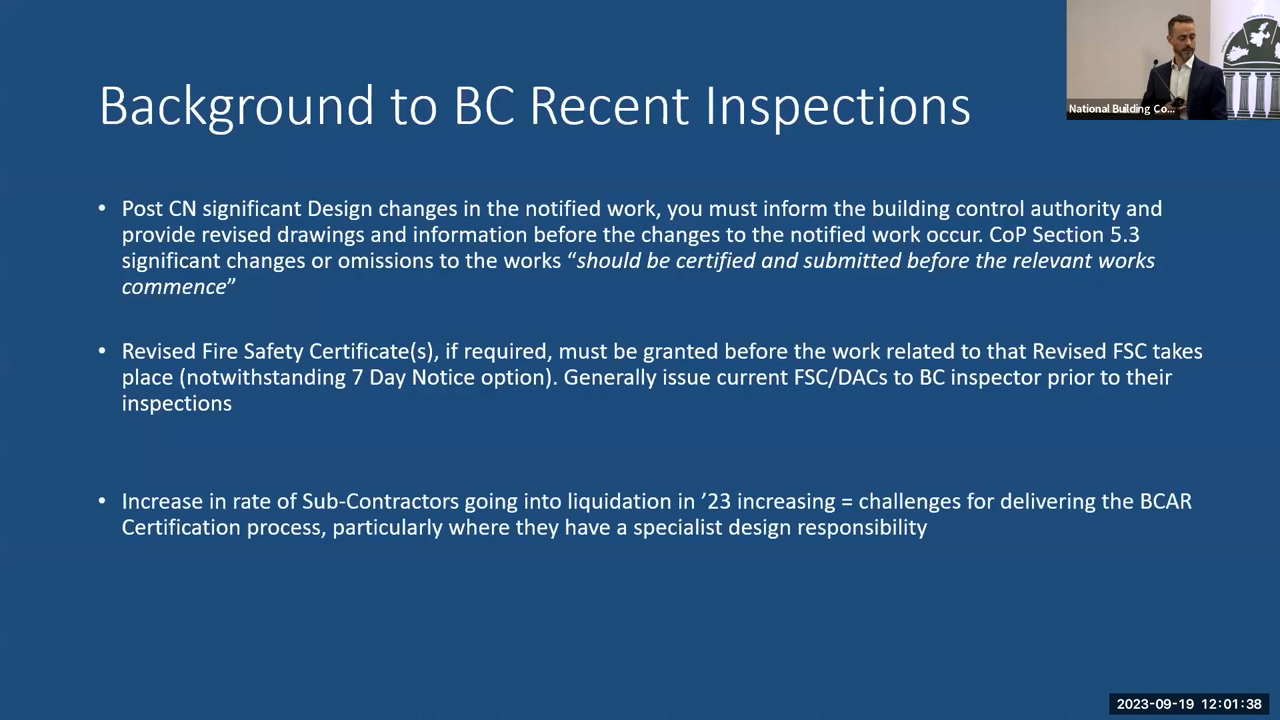 National Building Co...
Background to BC Recent Inspections
• Post CN significant Design changes in the notified work, you must inform the building control authority and
provide revised drawings and information before the changes to the notified work occur. CoP Section 5.3
significant changes or omissions to the works “should be certified and submitted before the relevant works
commence”
• Revised Fire Safety Certificate(s), if required, must be granted before the work related to that Revised FSC takes
place (notwithstanding 7 Day Notice option). Generally issue current FSC/DACs to BC inspector prior to their
inspections
• Increase in rate of Sub-Contractors going into liquidation in ’23 increasing = challenges for delivering the BCAR
Certification process, particularly where they have a specialist design responsibility
2023-09-19 12:01:38